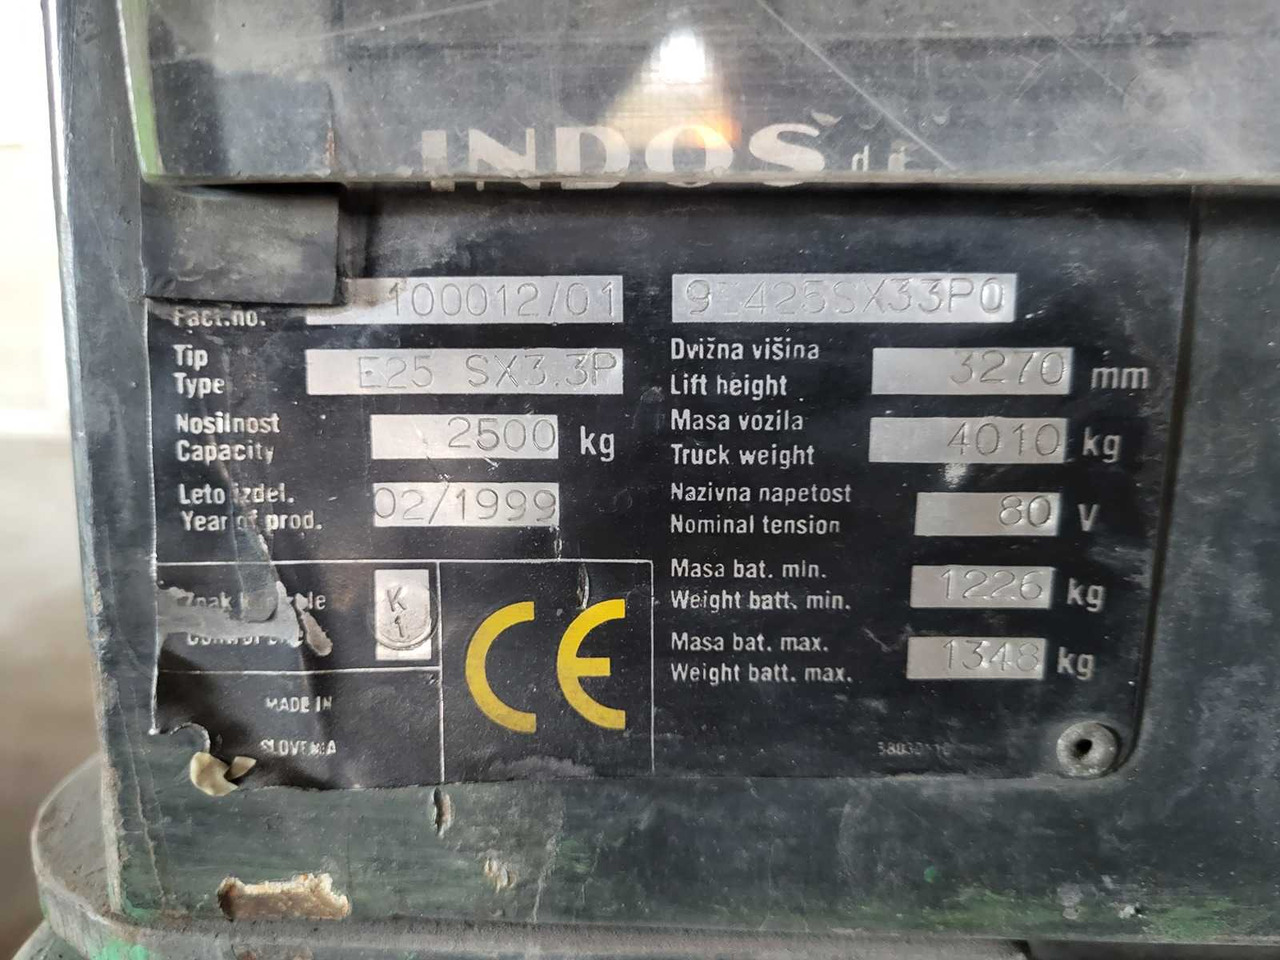 INDOS
Fact.no. 100012/01
Tip
Type E25 SX3.3P
Nosilnost
Capacity 2500 kg
Leto izdel.
Year of prod. 02/1999
Znak
K
1
MADE IN
SLOVENIA
CE
Dvižna višina
Lift height 3270 mm
Masa vozila
Truck weight 4010 kg
Nazivna napetost
Nominal tension 80 V
Masa bat. min.
Weight batt. min. 1226 kg
Masa bat. max.
Weight batt. max. 1348 kg